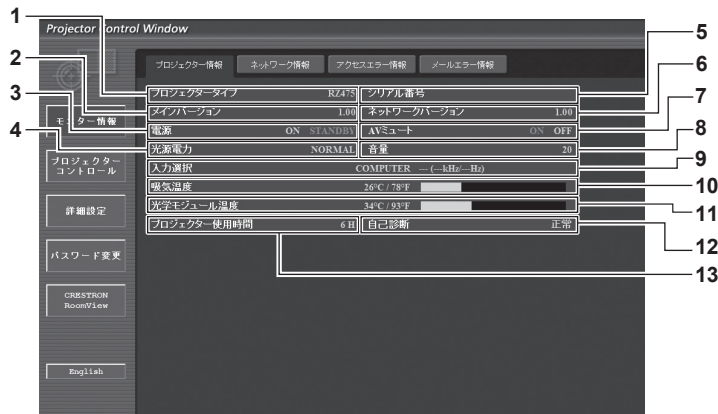 Projector Control Window
プロジェクター情報 ネットワーク情報 アクセスエラー情報 メールエラー情報
モニター情報
プロジェクター
コントロール
詳細設定
パスワード変更
CRESTRON
RoomView
English
プロジェクタータイプ RZ475 シリアル番号
メインバージョン 1.00 ネットワークバージョン 1.00
電源 ON STANDBY AVミュート ON OFF
光源電力 NORMAL 音量 20
入力選択 COMPUTER --- (---kHz/---Hz)
吸気温度 26°C / 78°F
光学モジュール温度 34°C / 93°F
プロジェクター使用時間 6 H 自己診断 正常
1
2
3
4
5
6
7
8
9
10
11
12
13